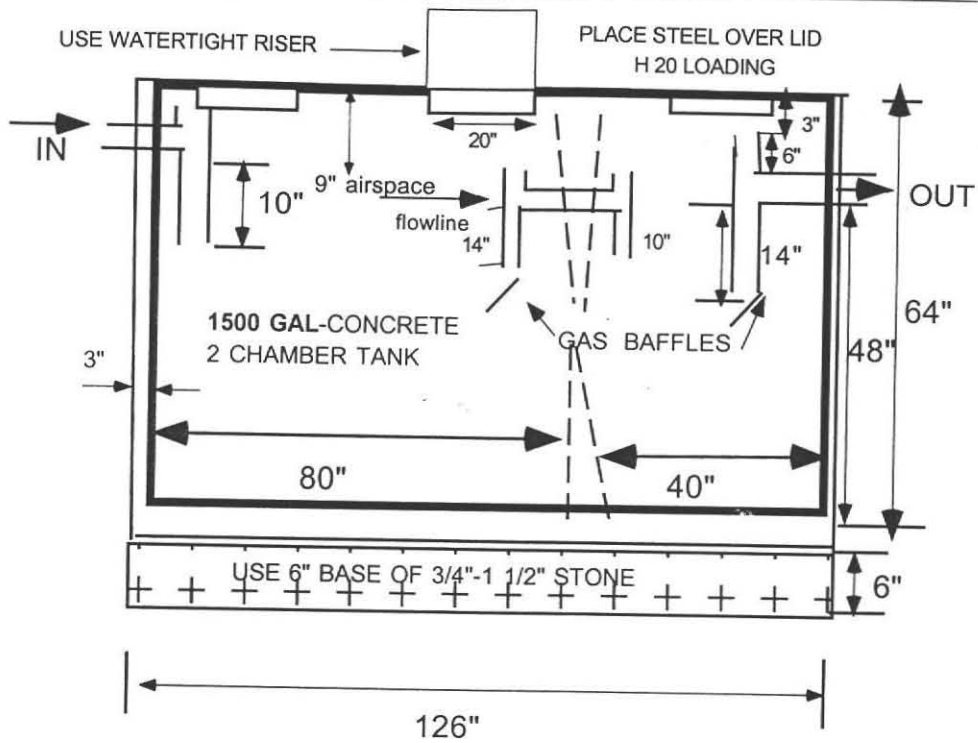 USE WATERTIGHT RISER
PLACE STEEL OVER LID
H 20 LOADING
IN
20"
3"
6"
9" airspace
10"
flowline
14"
10"
OUT
14"
64"
1500 GAL-CONCRETE
2 CHAMBER TANK
GAS BAFFLES
48"
3"
80"
40"
USE 6" BASE OF 3/4"-1 1/2" STONE
6"
126"